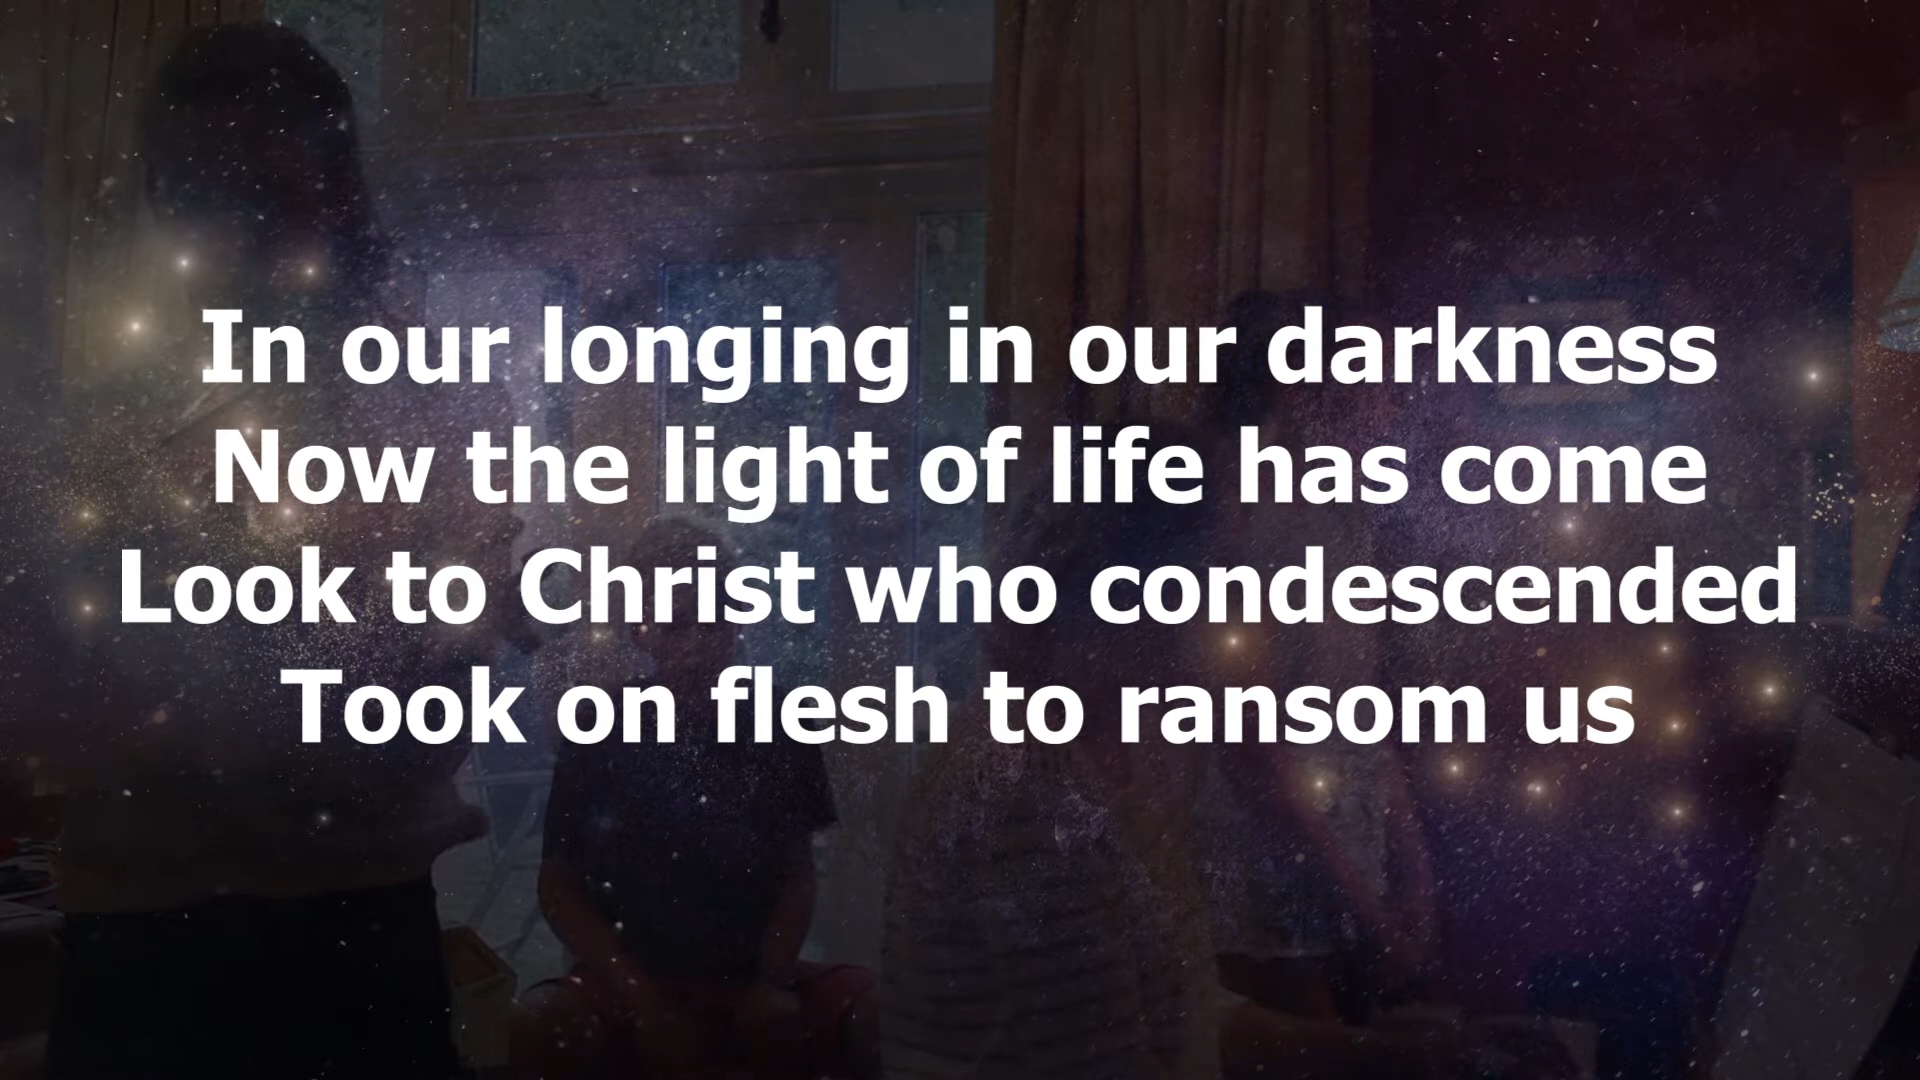 In our longing in our darkness
Now the light of life has come
Look to Christ who condescended
Took on flesh to ransom us